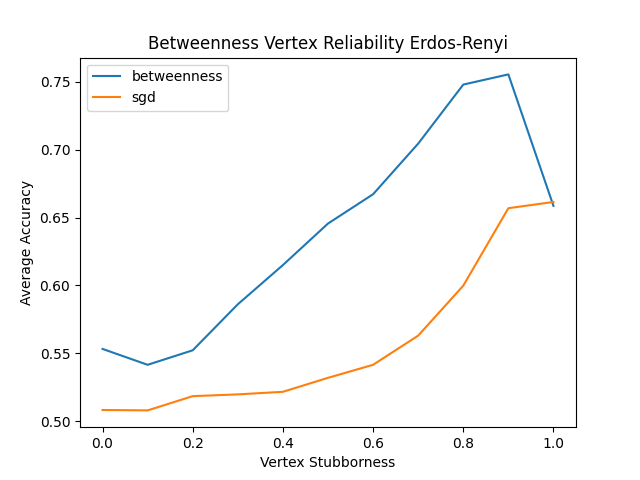 Betweenness Vertex Reliability Erdos-Renyi
betweenness
sgd
Average Accuracy
0.75
0.70
0.65
0.60
0.55
0.50
0.0 0.2 0.4 0.6 0.8 1.0
Vertex Stubborness